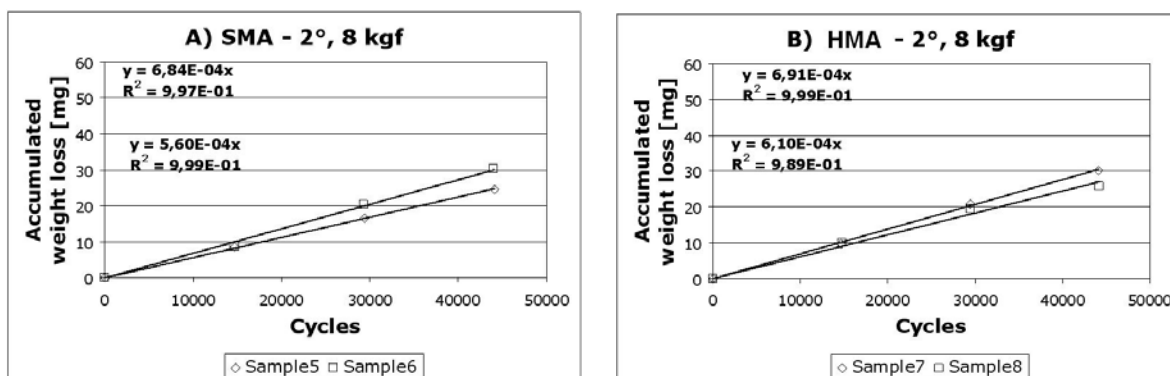 A) SMA - 2°, 8 kgf
y = 6,84E-04x
R² = 9,97E-01
y = 5,60E-04x
R² = 9,99E-01
Accumulated
weight loss [mg]
60
50
40
30
20
10
0
0 10000 20000 30000 40000 50000
Cycles
Sample5 Sample6
B) HMA - 2°, 8 kgf
y = 6,91E-04x
R² = 9,99E-01
y = 6,10E-04x
R² = 9,89E-01
Accumulated
weight loss [mg]
60
50
40
30
20
10
0
0 10000 20000 30000 40000 50000
Cycles
Sample7 Sample8